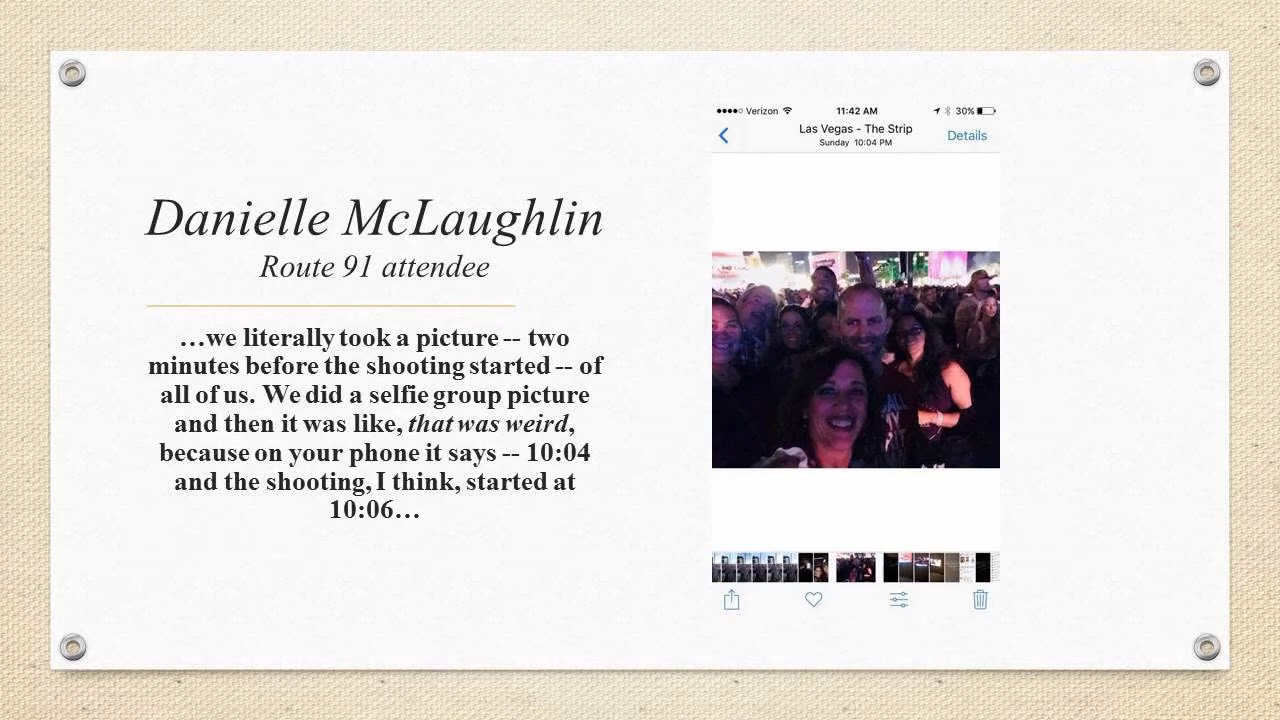 Danielle McLaughlin
Route 91 attendee
…we literally took a picture -- two
minutes before the shooting started -- of
all of us. We did a selfie group picture
and then it was like, that was weird,
because on your phone it says -- 10:04
and the shooting, I think, started at
10:06…
Verizon 11:42 AM 30%
Las Vegas - The Strip
Sunday 10:04 PM
Details